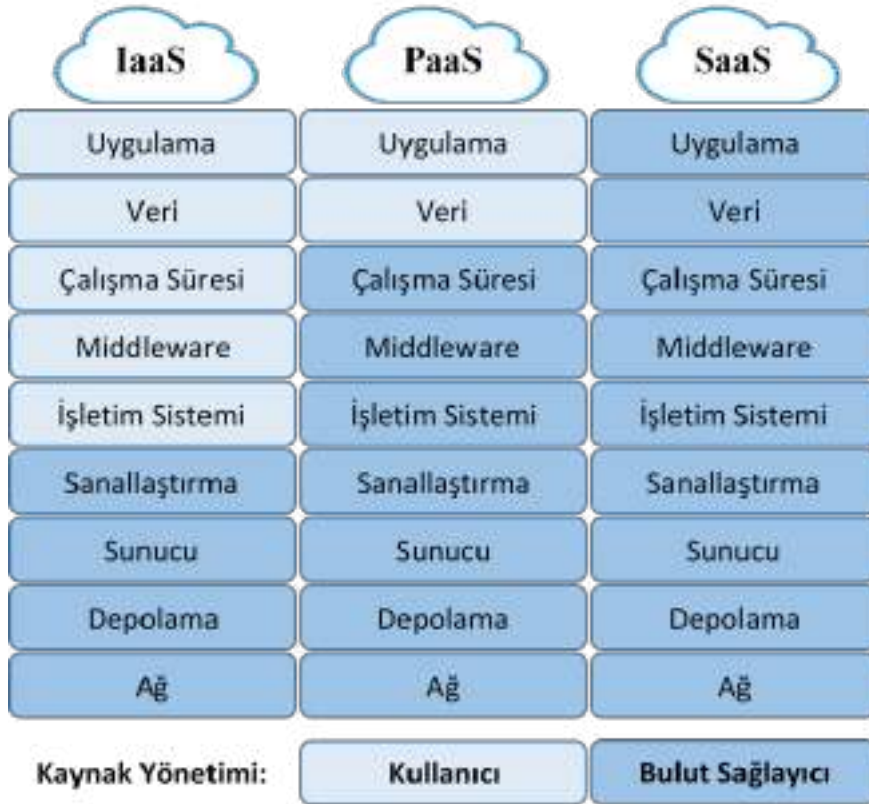 IaaS PaaS SaaS
Uygulama Uygulama Uygulama
Veri Veri Veri
Çalışma Süresi Çalışma Süresi Çalışma Süresi
Middleware Middleware Middleware
İşletim Sistemi İşletim Sistemi İşletim Sistemi
Sanallaştırma Sanallaştırma Sanallaştırma
Sunucu Sunucu Sunucu
Depolama Depolama Depolama
Ağ Ağ Ağ
Kaynak Yönetimi: Kullanıcı Bulut Sağlayıcı